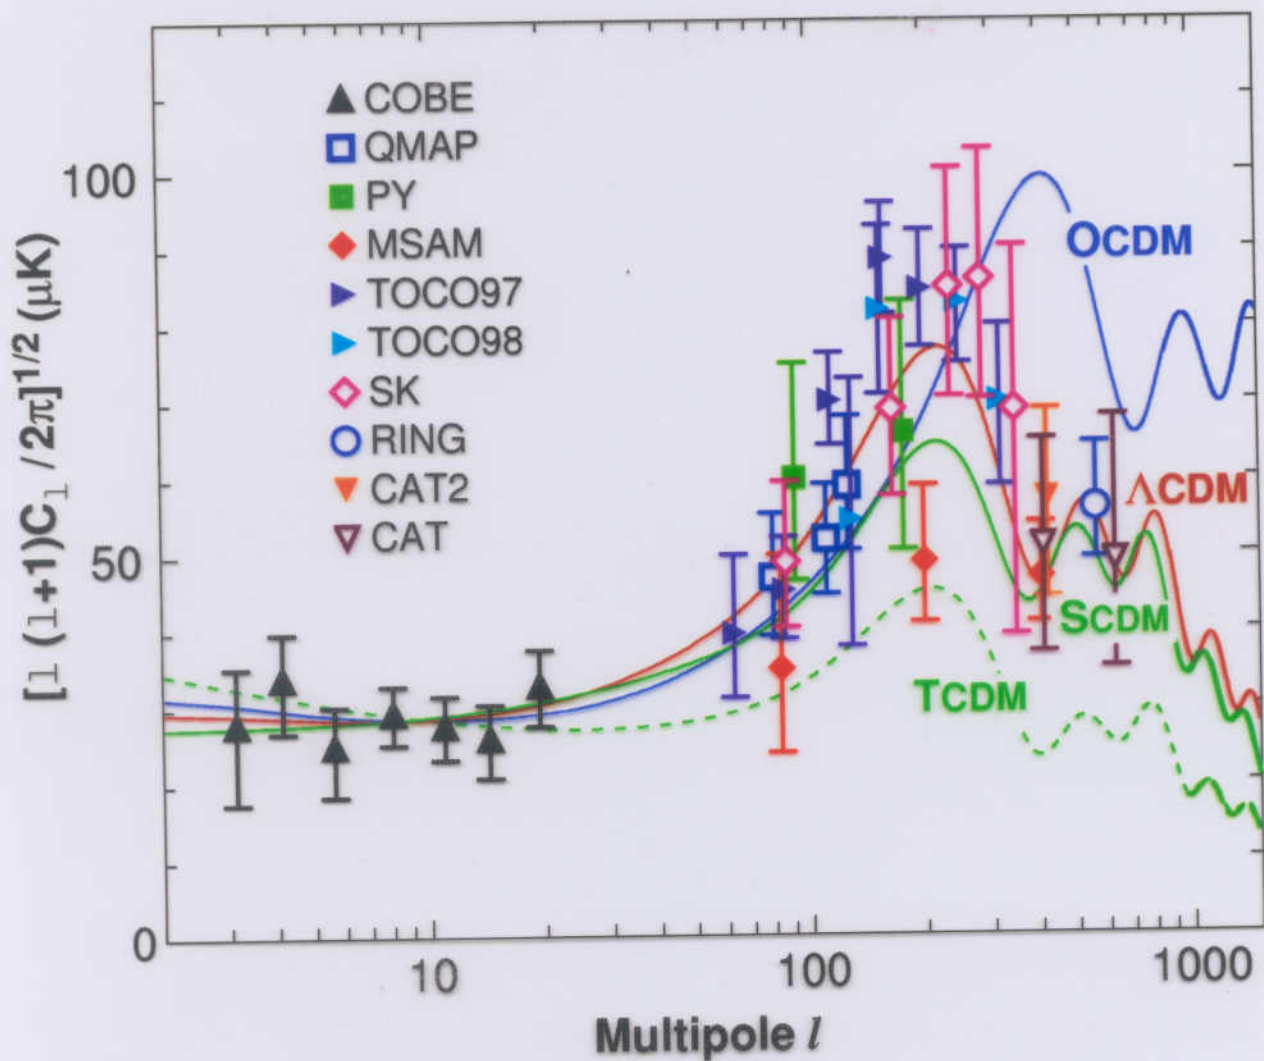 COBE
QMAP
PY
MSAM
TOCO97
TOCO98
SK
RING
CAT2
CAT
100
50
0
[l (l+1)C_l /2π]^1/2 (μK)
OCDM
ΛCDM
SCDM
TCDM
10
100
1000
Multipole l